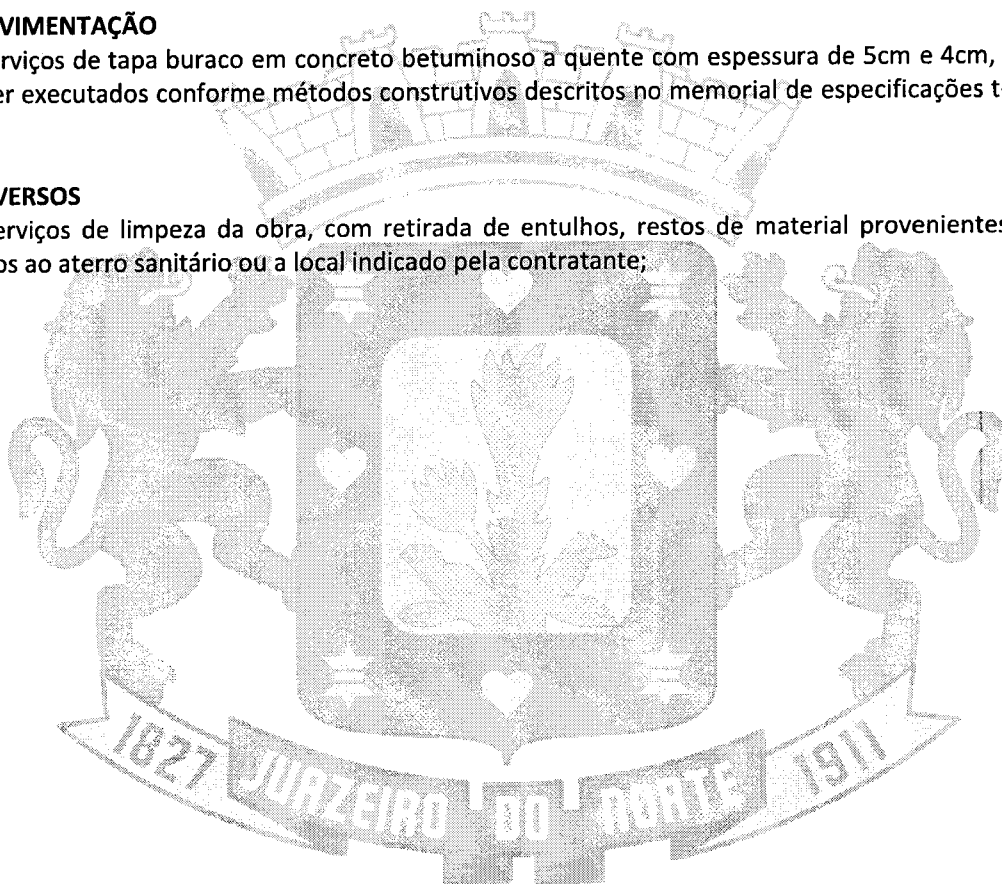 VIMENTAÇÃO
rviços de tapa buraco em concreto betuminoso a quente com espessura de 5cm e 4cm,
er executados conforme métodos construtivos descritos no memorial de especificações t
VERSOS
erviços de limpeza da obra, com retirada de entulhos, restos de material provenientes
os ao aterro sanitário ou a local indicado pela contratante;
1827 JUAZEIRO DO NORTE 1911